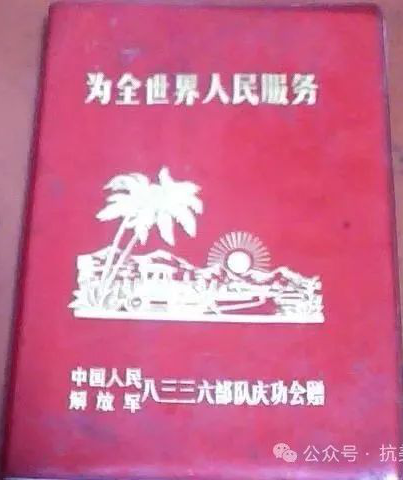 为全世界人民服务
中国人民
解放军八三三六部队庆功会赠
公众号·抗美